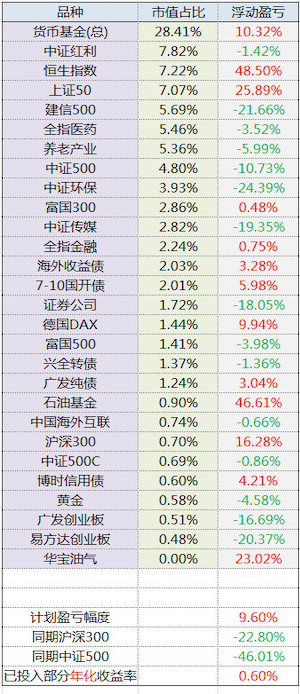 品种 市值占比 浮动盈亏
货币基金(总) 28.41% 10.32%
中证红利 7.82% -1.42%
恒生指数 7.22% 48.50%
上证50 7.07% 25.89%
建信500 5.69% -21.66%
全指医药 5.46% -3.52%
养老产业 5.36% -5.99%
中证500 4.80% -10.73%
中证环保 3.93% -24.39%
富国300 2.86% 0.48%
中证传媒 2.82% -19.35%
全指金融 2.24% 0.75%
海外收益债 2.03% 3.28%
7-10国开债 2.01% 5.98%
证券公司 1.72% -18.05%
德国DAX 1.44% 9.94%
富国500 1.41% -3.98%
兴全转债 1.37% -1.36%
广发纯债 1.24% 3.04%
石油基金 0.90% 46.61%
中国海外互联 0.74% -0.66%
沪深300 0.70% 16.28%
中证500C 0.69% -0.86%
博时信用债 0.60% 4.21%
黄金 0.58% -4.58%
广发创业板 0.51% -16.69%
易方达创业板 0.48% -20.37%
华宝油气 0.00% 23.02%
计划盈亏幅度 9.60%
同期沪深300 -22.80%
同期中证500 -46.01%
已投入部分年化收益率 0.60%